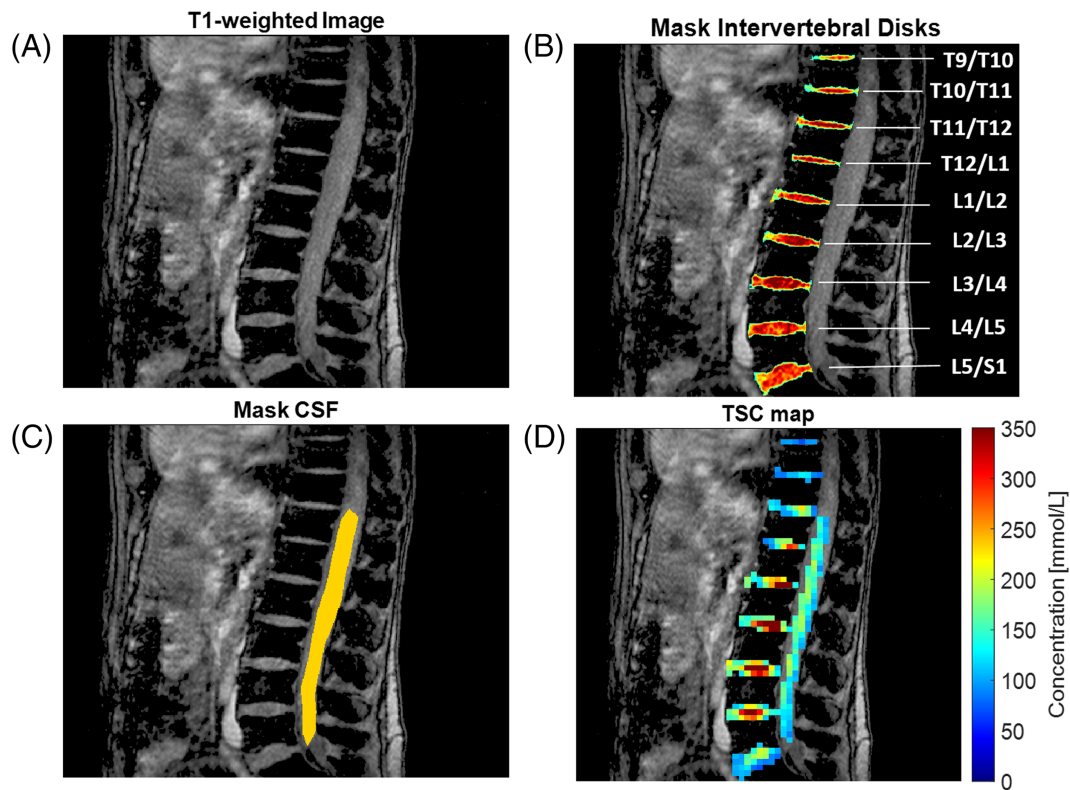 (A)
T1-weighted Image
(B)
Mask Intervertebral Disks
T9/T10
T10/T11
T11/T12
T12/L1
L1/L2
L2/L3
L3/L4
L4/L5
L5/S1
(C)
Mask CSF
(D)
TSC map
350
300
250
200
150
100
50
0
Concentration [mmol/L]